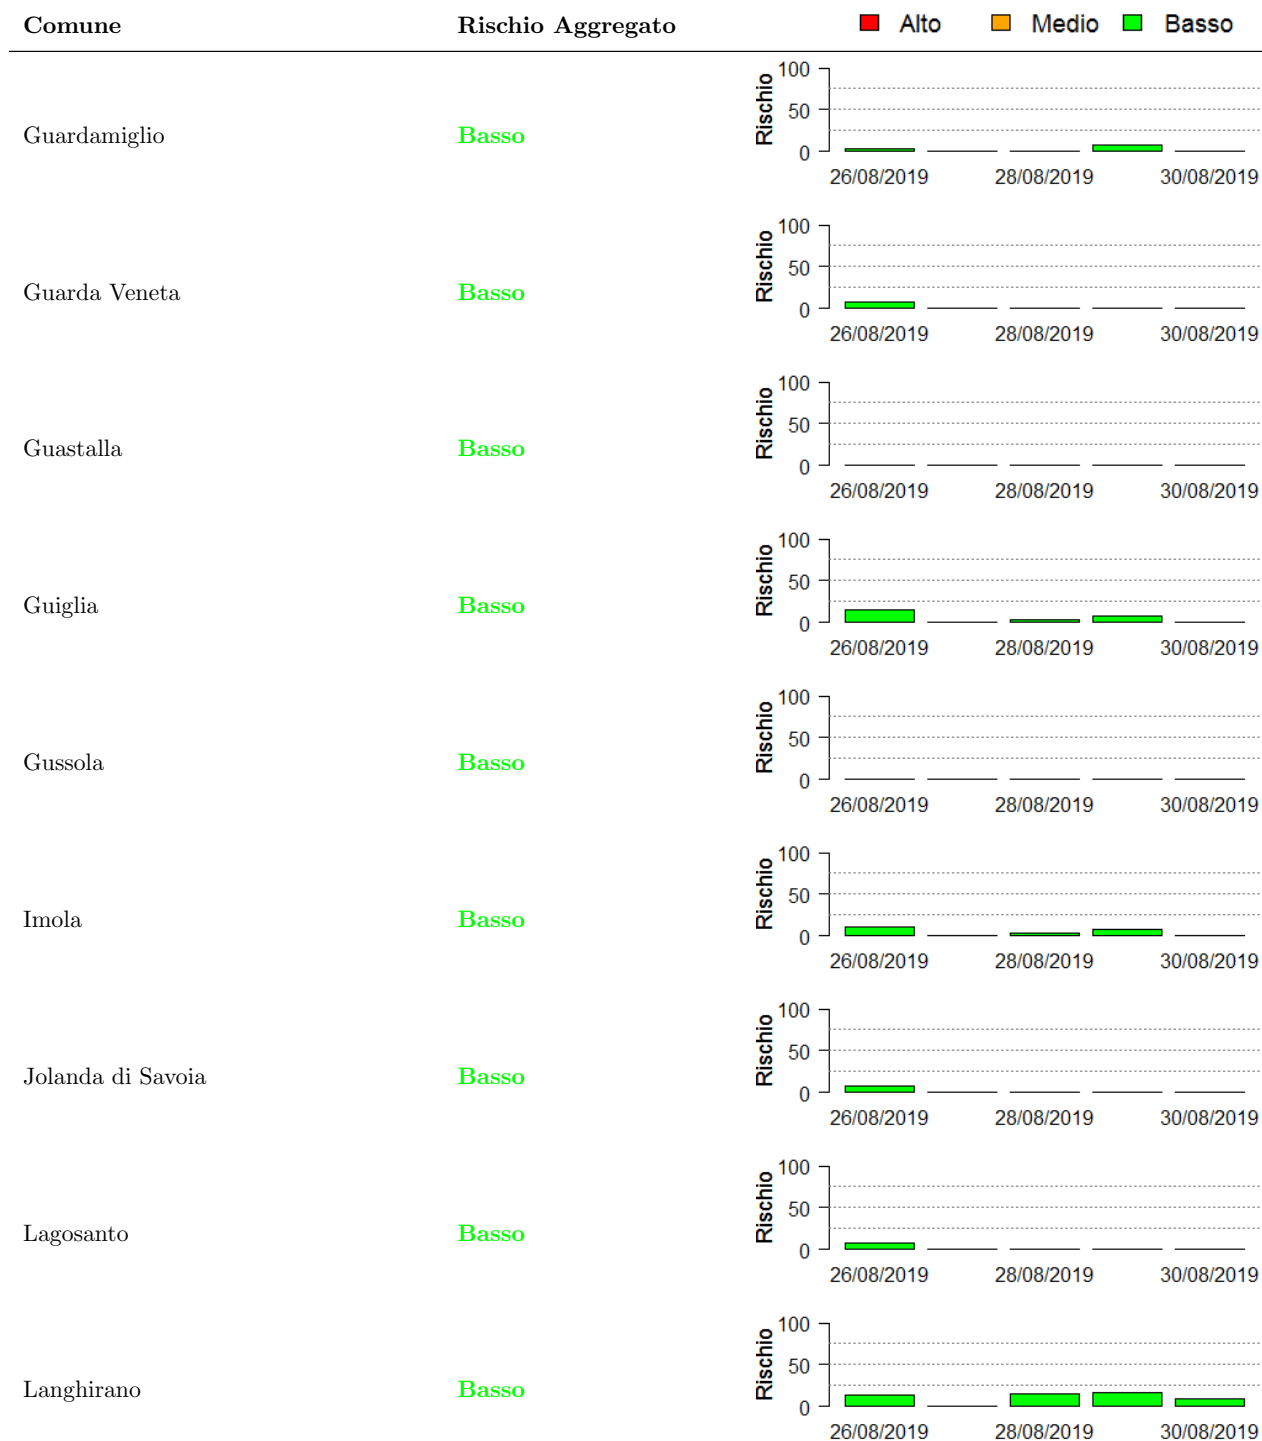 Comune Rischio Aggregato Alto Medio Basso
Guardamiglio Basso
Rischio
100
50
0
26/08/2019 28/08/2019 30/08/2019
Guarda Veneta Basso
Rischio
100
50
0
26/08/2019 28/08/2019 30/08/2019
Guastalla Basso
Rischio
100
50
0
26/08/2019 28/08/2019 30/08/2019
Guiglia Basso
Rischio
100
50
0
26/08/2019 28/08/2019 30/08/2019
Gussola Basso
Rischio
100
50
0
26/08/2019 28/08/2019 30/08/2019
Imola Basso
Rischio
100
50
0
26/08/2019 28/08/2019 30/08/2019
Jolanda di Savoia Basso
Rischio
100
50
0
26/08/2019 28/08/2019 30/08/2019
Lagosanto Basso
Rischio
100
50
0
26/08/2019 28/08/2019 30/08/2019
Langhirano Basso
Rischio
100
50
0
26/08/2019 28/08/2019 30/08/2019